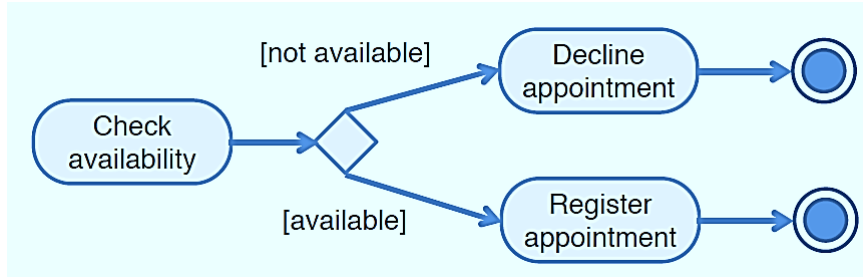 [not available]
Decline
appointment
Check
availability
[available]
Register
appointment